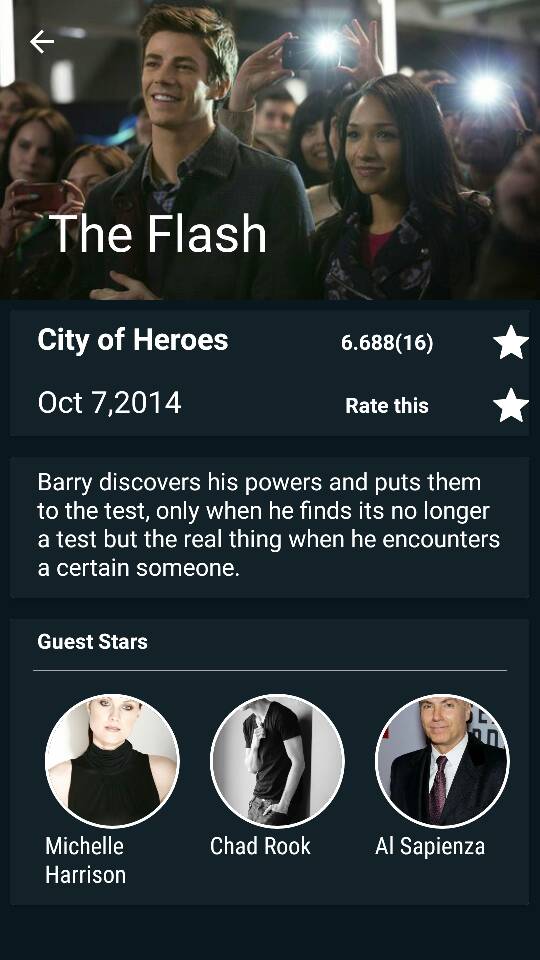 The Flash
City of Heroes
6.688(16)
Oct 7,2014
Rate this
Barry discovers his powers and puts them
to the test, only when he finds its no longer
a test but the real thing when he encounters
a certain someone.
Guest Stars
Michelle
Harrison
Chad Rook
Al Sapienza